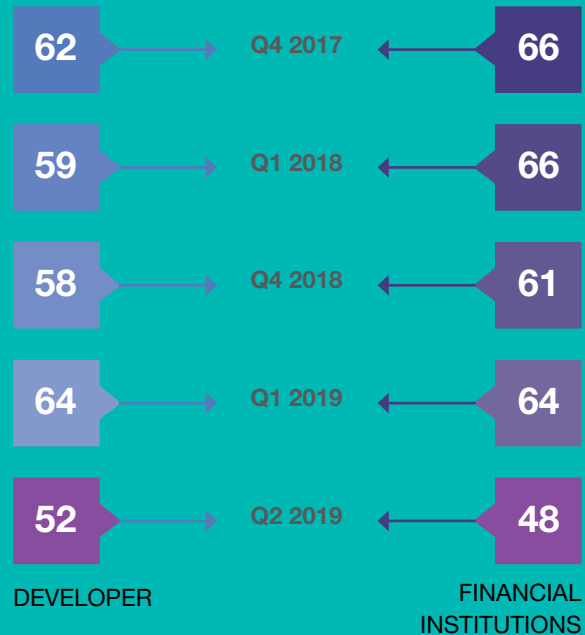 62 Q4 2017 66
59 Q1 2018 66
58 Q4 2018 61
64 Q1 2019 64
52 Q2 2019 48
DEVELOPER
FINANCIAL
INSTITUTIONS